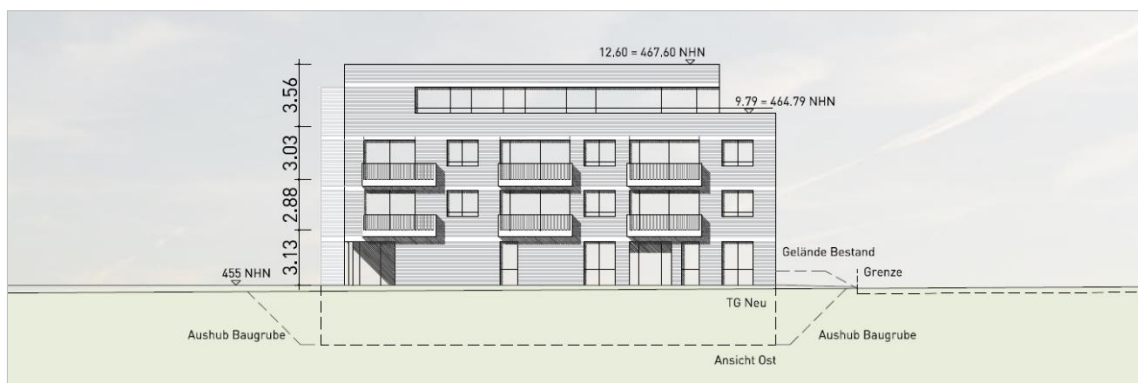 12.60 = 467.60 NHN
9.79 = 464.79 NHN
3.56
3.03
2.88
3.13
455 NHN
Gelände Bestand
Grenze
TG Neu
Aushub Baugrube
Aushub Baugrube
Ansicht Ost